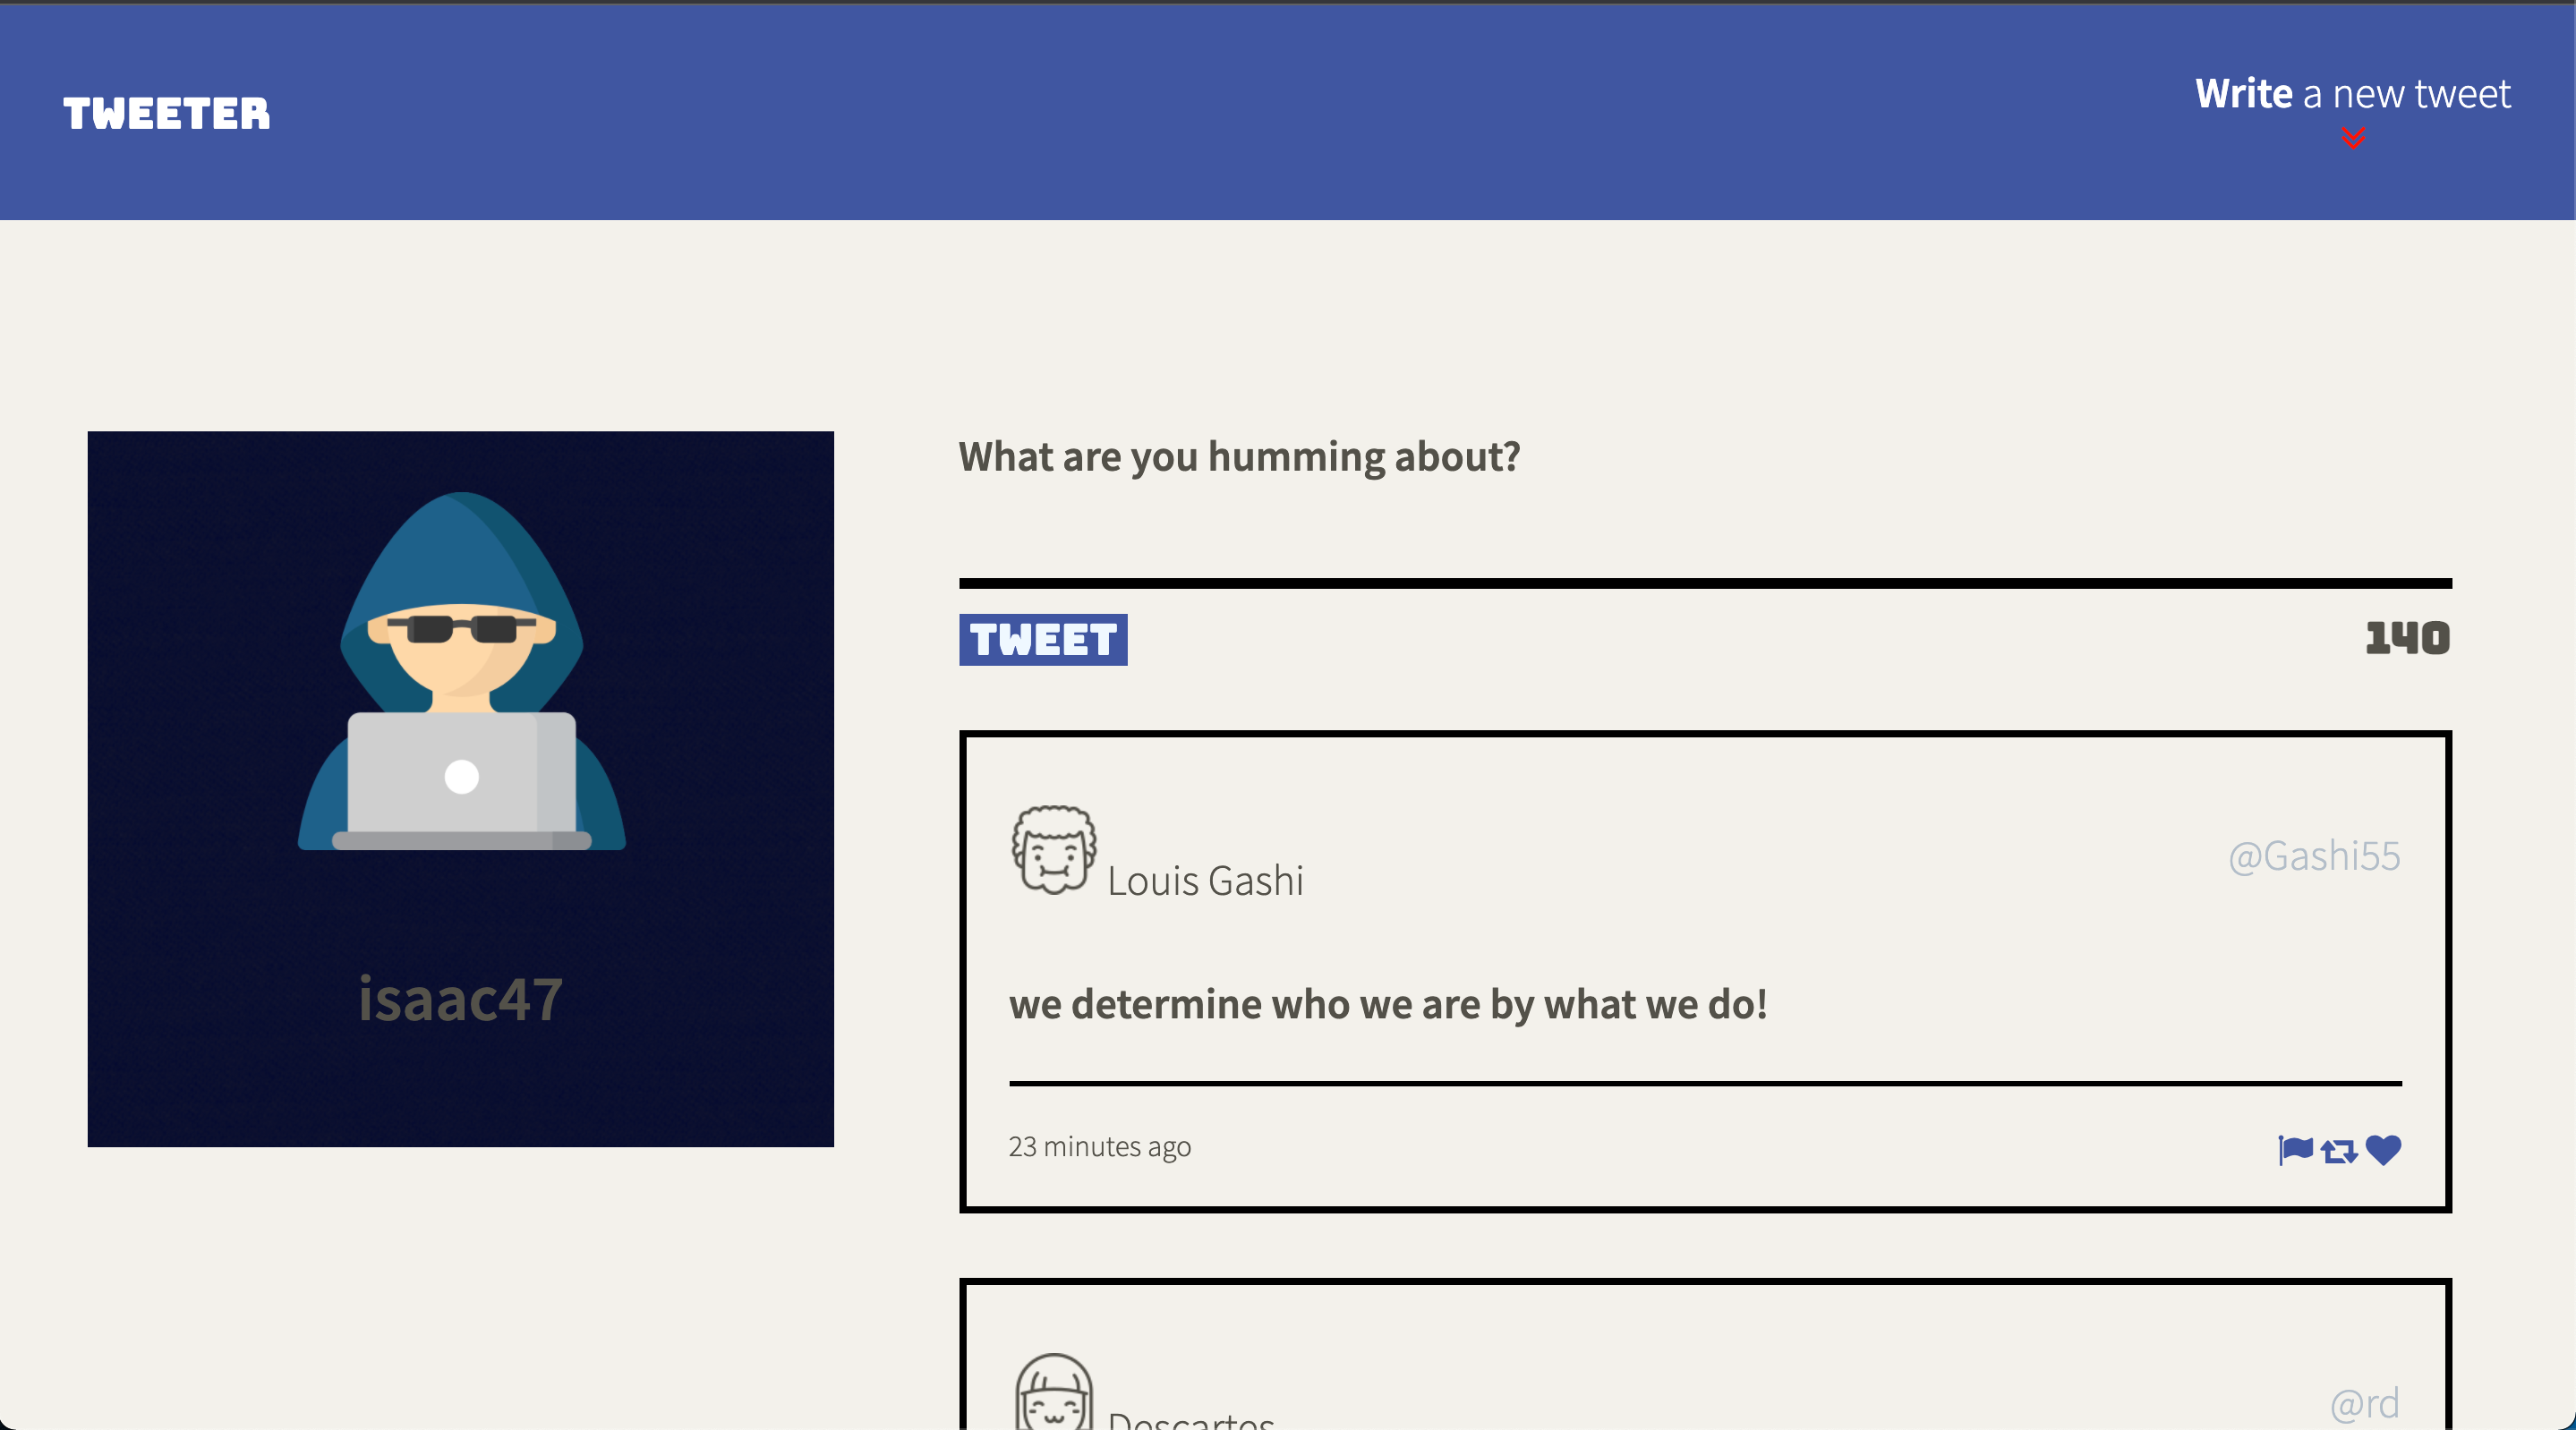 TWEETER
Write a new tweet
isaac47
What are you humming about?
TWEET
140
Louis Gashi
@Gashi55
we determine who we are by what we do!
23 minutes ago
Descartes
@rd